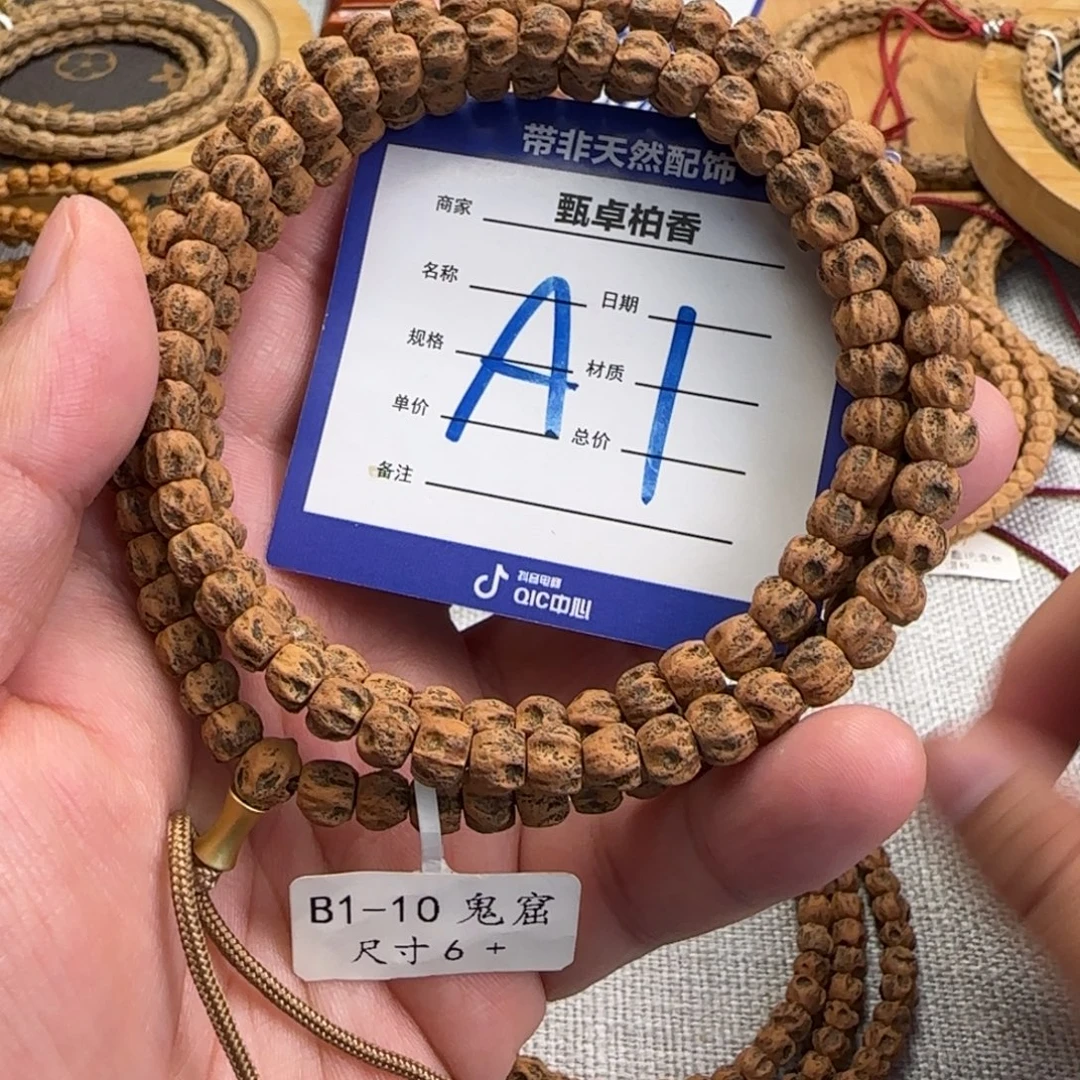 带非天然配饰
商家 甄卓柏香
名称 日期
规格 材质
单价 总价
A1
备注
抖音电商
QIC中心
B1-10 鬼窟
尺寸 6 +